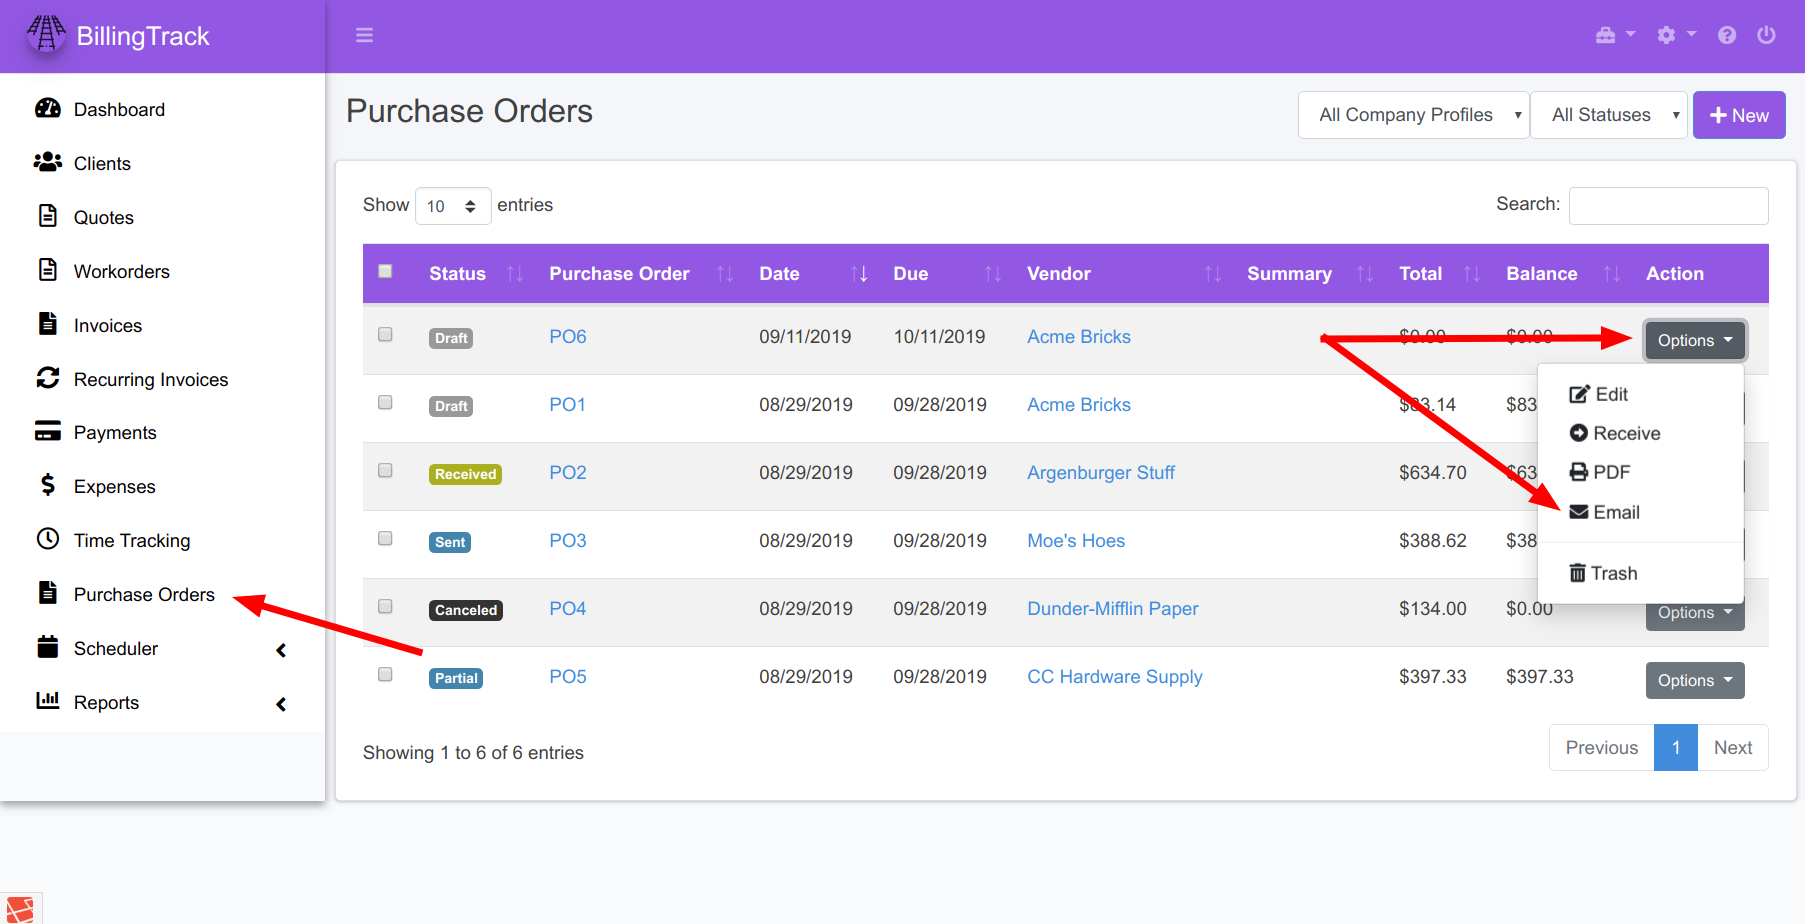 BillingTrack
Dashboard
Clients
Quotes
Workorders
Invoices
Recurring Invoices
Payments
Expenses
Time Tracking
Purchase Orders
Scheduler
Reports
Purchase Orders
All Company Profiles
All Statuses
New
Show 10 entries
Search:
Status Purchase Order Date Due Vendor Summary Total Balance Action
Draft PO6 09/11/2019 10/11/2019 Acme Bricks $0.00 $0.00 Options
Draft PO1 08/29/2019 09/28/2019 Acme Bricks $83.14 $83
Received PO2 08/29/2019 09/28/2019 Argenburger Stuff $634.70 $63
Sent PO3 08/29/2019 09/28/2019 Moe's Hoes $388.62 $38
Canceled PO4 08/29/2019 09/28/2019 Dunder-Mifflin Paper $134.00 $0.00 Options
Partial PO5 08/29/2019 09/28/2019 CC Hardware Supply $397.33 $397.33 Options
Edit
Receive
PDF
Email
Trash
Showing 1 to 6 of 6 entries
Previous 1 Next